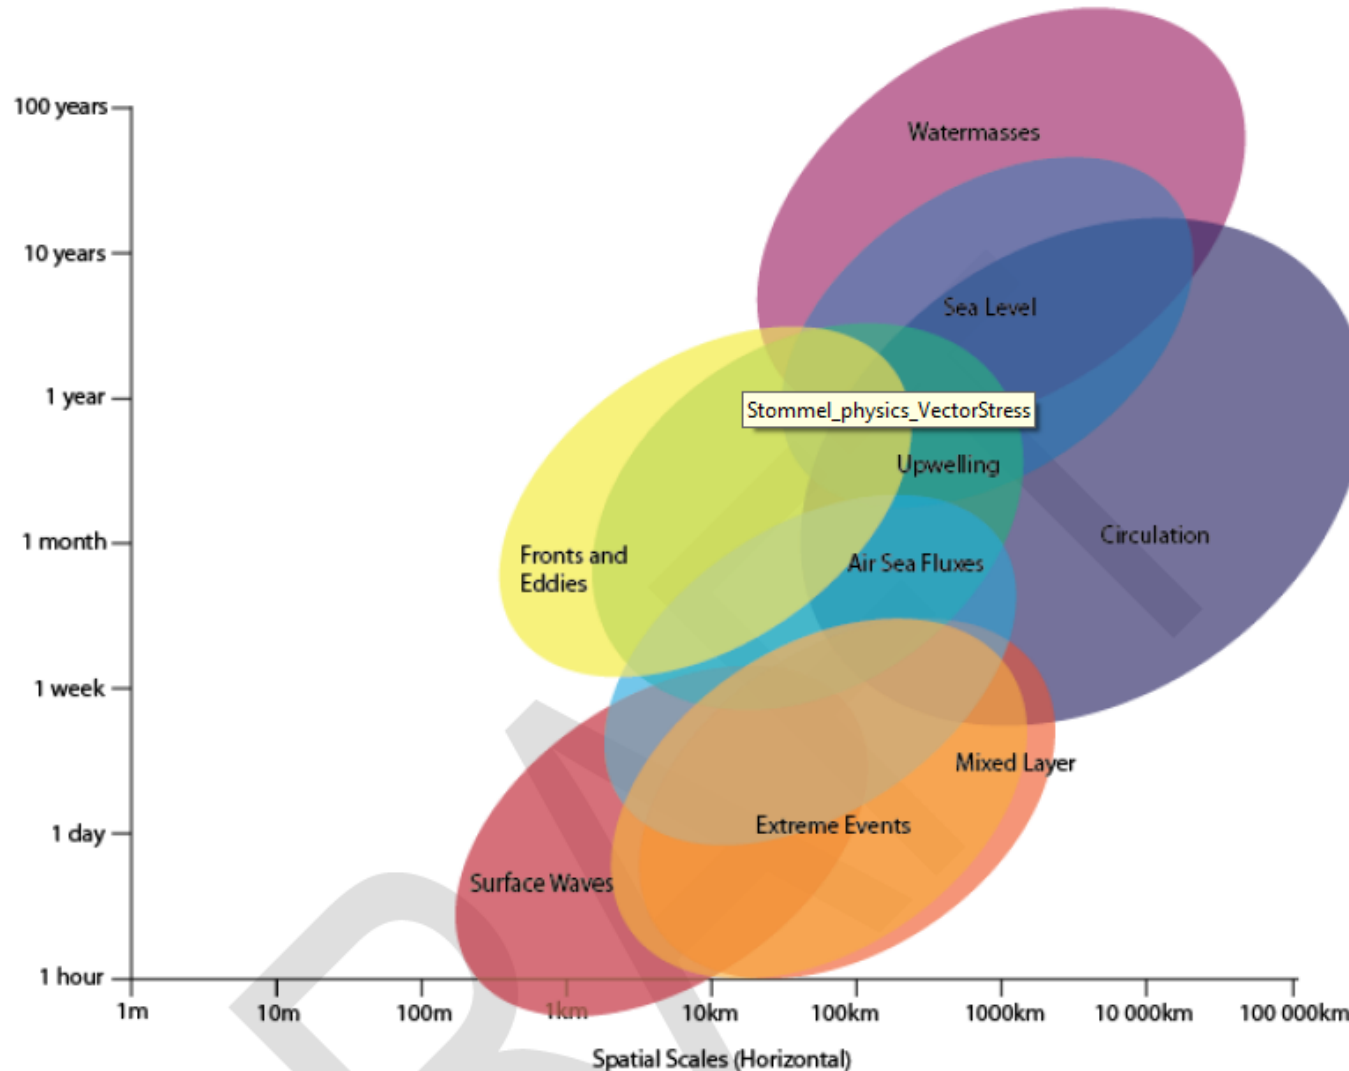 100 years
Watermasses
10 years
Sea Level
1 year
Stommel_physics_VectorStress
Upwelling
1 month
Circulation
Fronts and
Eddies
Air Sea Fluxes
1 week
Mixed Layer
1 day
Extreme Events
Surface Waves
1 hour
1m
10m
100m
1km
10km
100km
1000km
10 000km
100 000km
Spatial Scales (Horizontal)